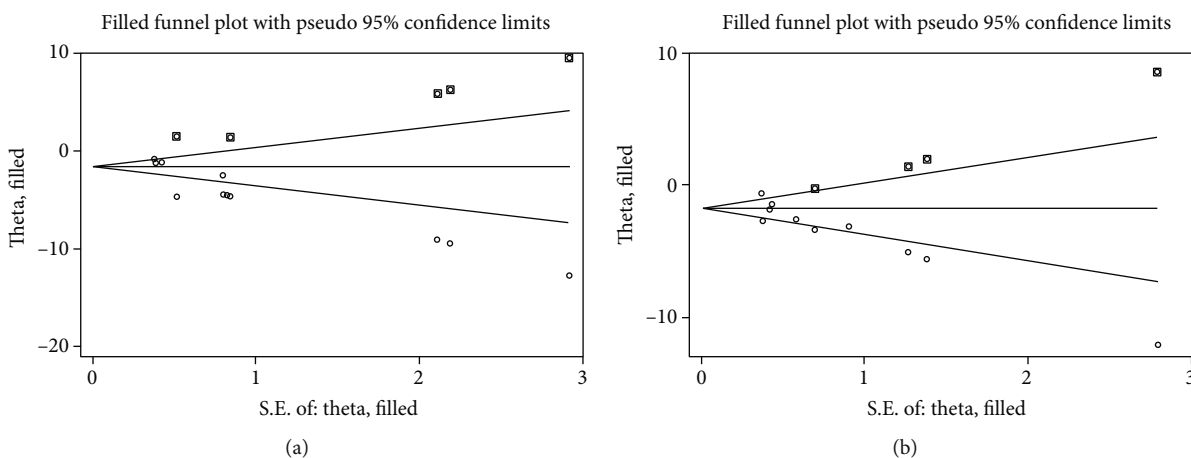 Filled funnel plot with pseudo 95% confidence limits
10
0
−10
−20
Theta, filled
0
1
2
3
S.E. of: theta, filled
(a)
Filled funnel plot with pseudo 95% confidence limits
10
0
−10
Theta, filled
0
1
2
3
S.E. of: theta, filled
(b)